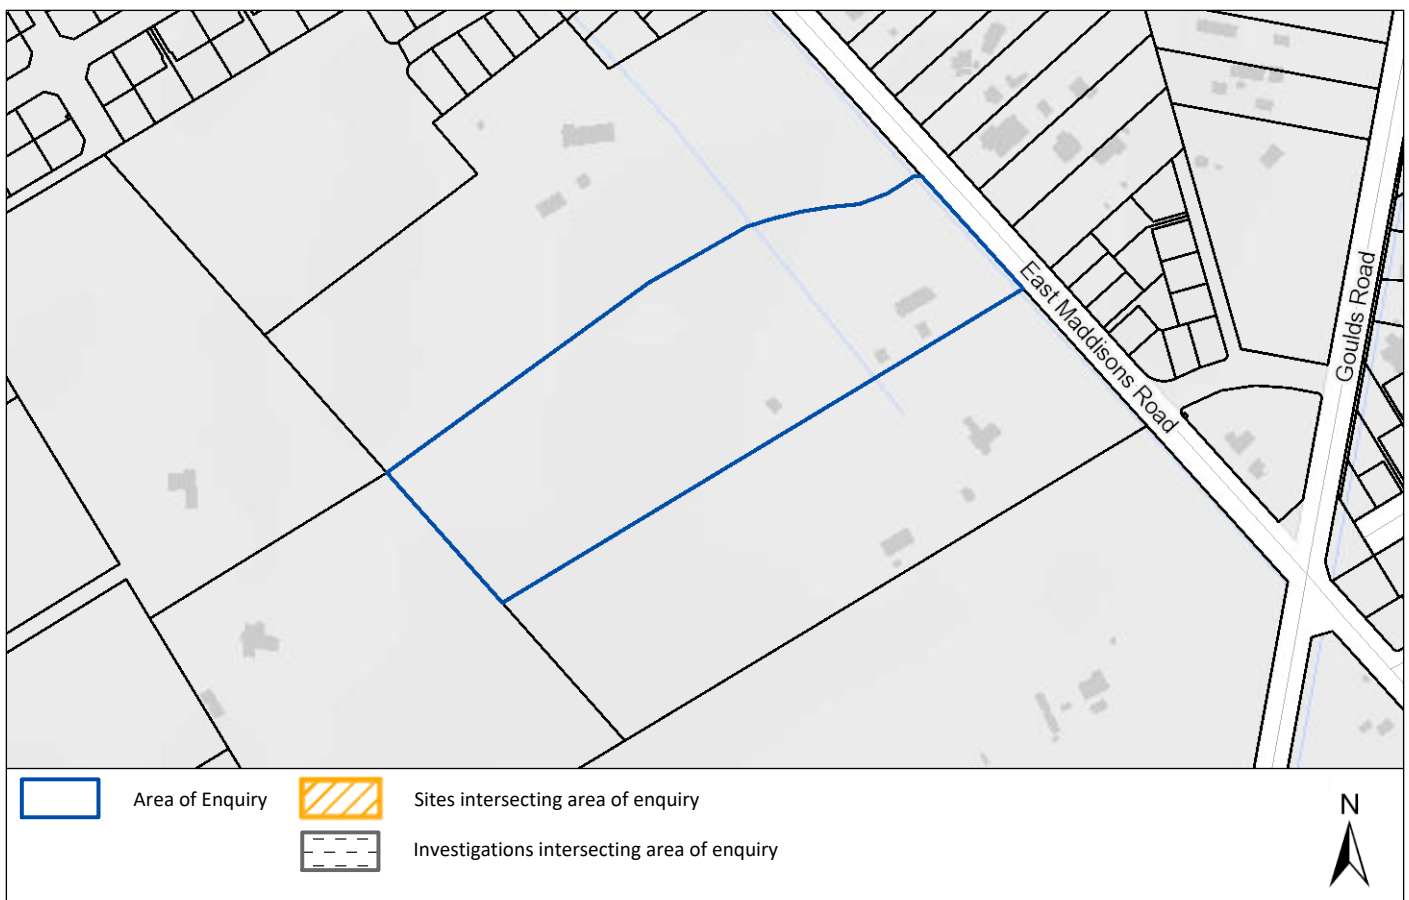 East Maddisons Road
Goulds Road
Area of Enquiry
Sites intersecting area of enquiry
Investigations intersecting area of enquiry
N